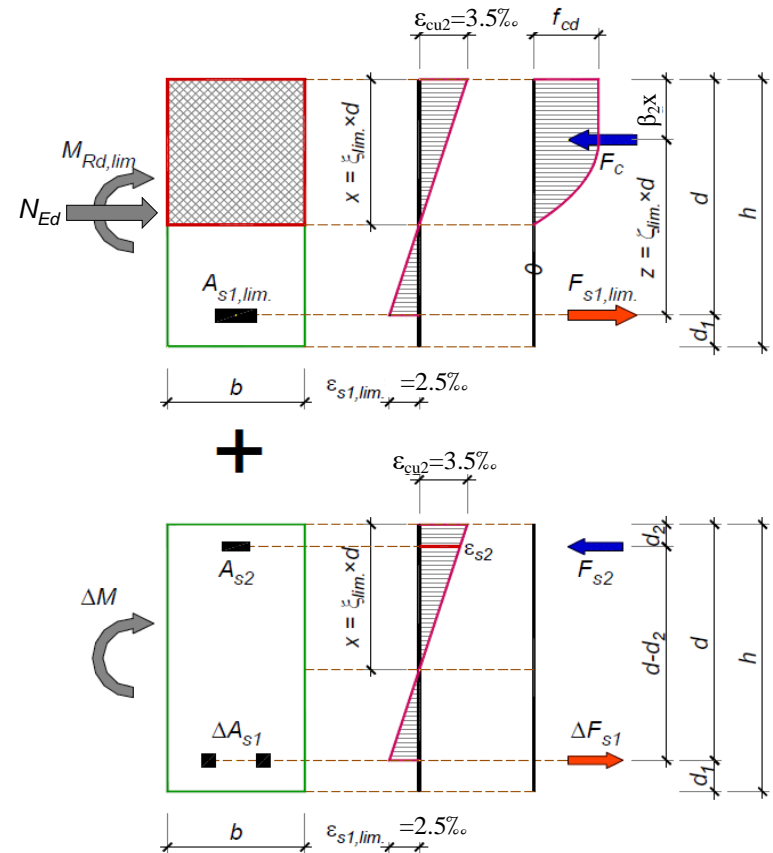 εcu2=3.5‰
fcd
MRd,lim
NEd
x = ξlim.×d
β2x
Fc
z = ζlim.×d
d
h
0
As1,lim.
Fs1,lim.
d1
b
εs1,lim. =2.5‰
+
εcu2=3.5‰
As2
εs2
Fs2
d2
ΔM
x = ξlim.×d
d-d2
d
h
ΔAs1
ΔFs1
d1
b
εs1,lim. =2.5‰